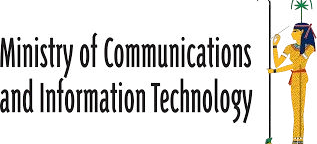 Ministry of Communications
and Information Technology